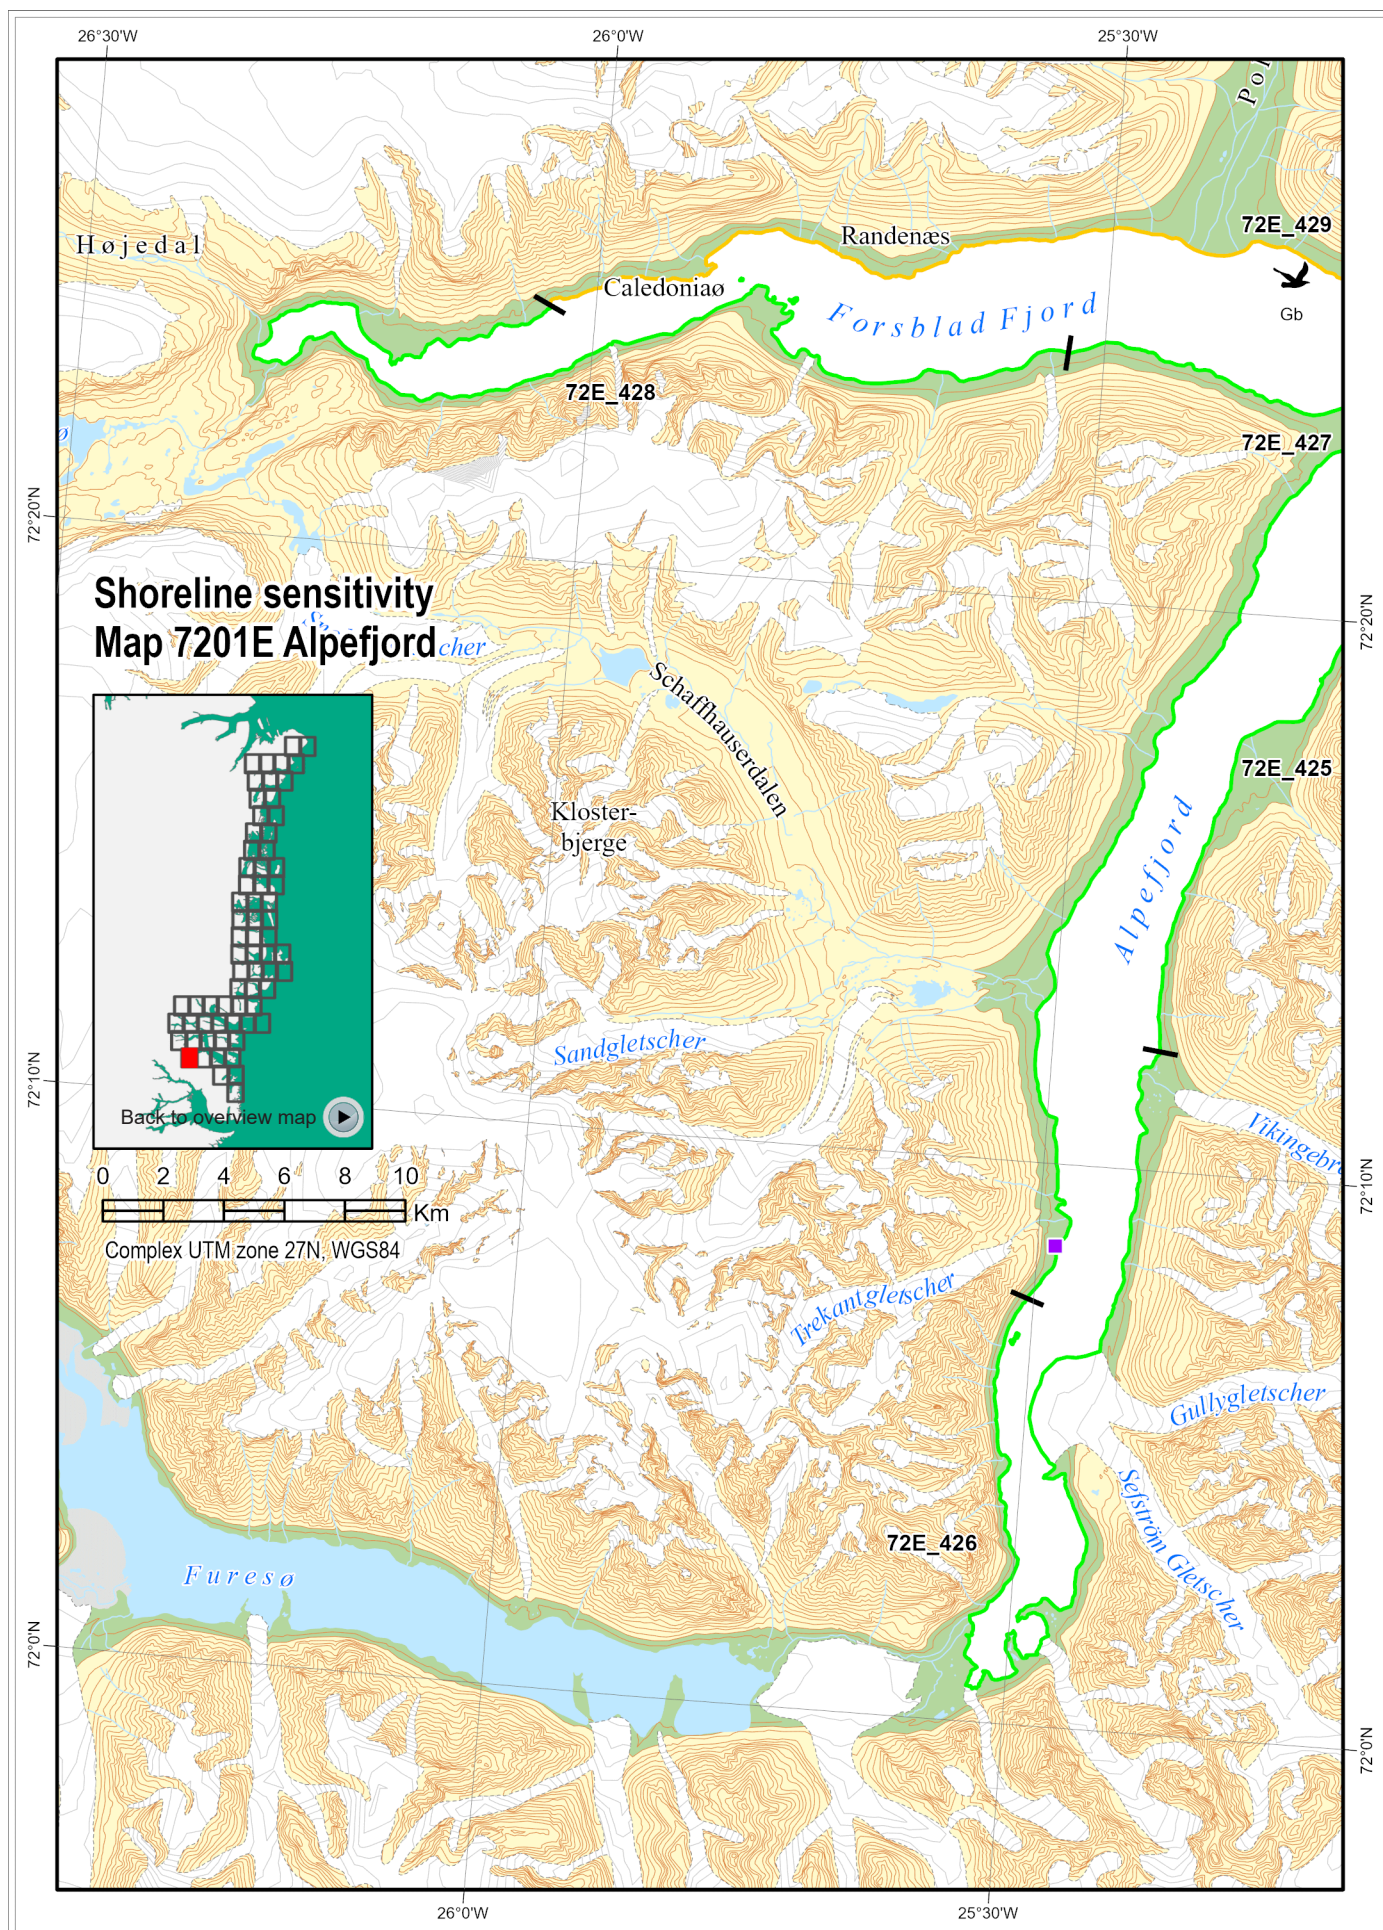 26°30'W 26°0'W 25°30'W
Pol
72E_429
Højedal
Randenæs
Caledoniaø
Forsblad Fjord
Gb
72E_428
72E_427
ø
72°20'N
72°20'N
Shoreline sensitivity
Map 7201E Alpefjord
cher
Schaffhauserdalen
72E_425
Kloster-
bjerge
Alpefjord
Sandgletscher
72°10'N
Back to overview map
Vikingebr
72°10'N
0 2 4 6 8 10
Km
Complex UTM zone 27N, WGS84
Trekantgletscher
Gullygletscher
Sefström Gletscher
72E_426
Furesø
72°0'N
72°0'N
26°0'W 25°30'W